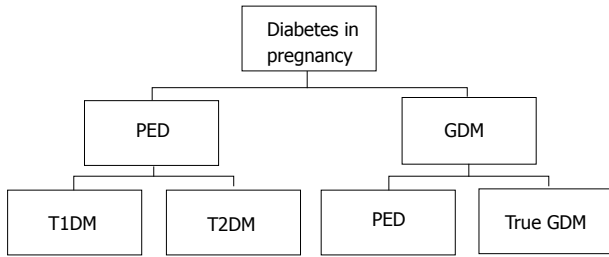 Diabetes in
pregnancy
PED
GDM
T1DM
T2DM
PED
True GDM